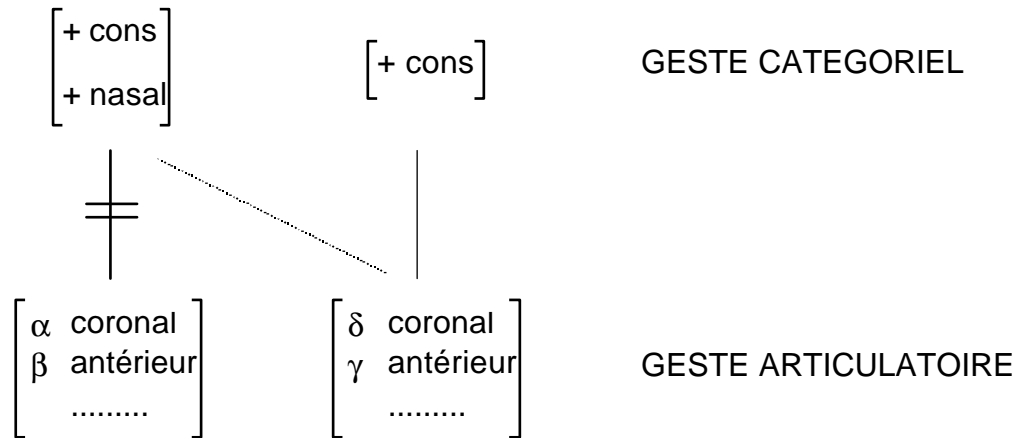 + cons
+ nasal
+ cons
GESTE CATEGORIEL
α coronal
β antérieur
.........
δ coronal
γ antérieur
.........
GESTE ARTICULATOIRE